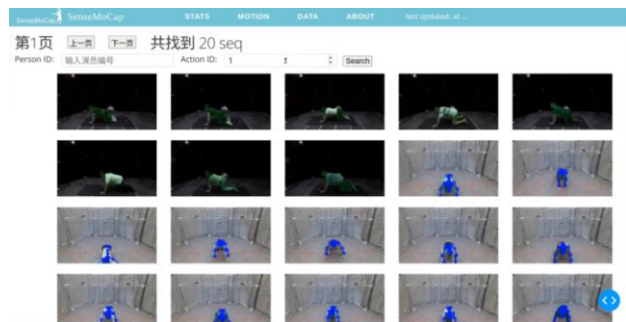 SenseMoCap SenseMoCap STATS MOTION DATA ABOUT last updated: at ...
第1页 上一页 下一页 共找到 20 seq
Person ID: 输入演员编号 Action ID: 1 Search